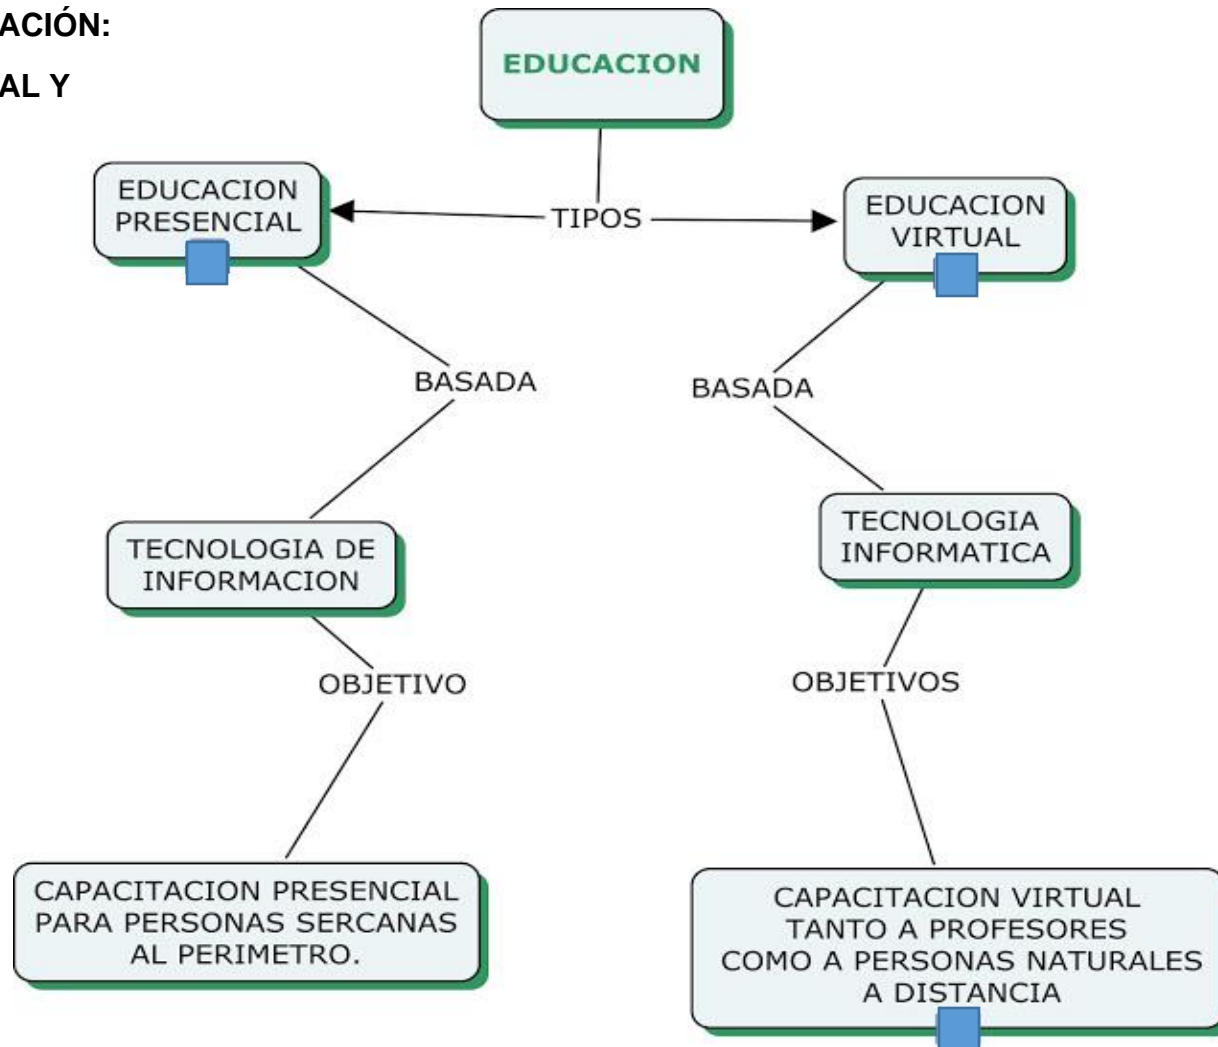 ACIÓN:
AL Y
EDUCACION
EDUCACION
PRESENCIAL
TIPOS
EDUCACION
VIRTUAL
BASADA
BASADA
TECNOLOGIA DE
INFORMACION
TECNOLOGIA
INFORMATICA
OBJETIVO
OBJETIVOS
CAPACITACION PRESENCIAL
PARA PERSONAS SERCANAS
AL PERIMETRO.
CAPACITACION VIRTUAL
TANTO A PROFESORES
COMO A PERSONAS NATURALES
A DISTANCIA